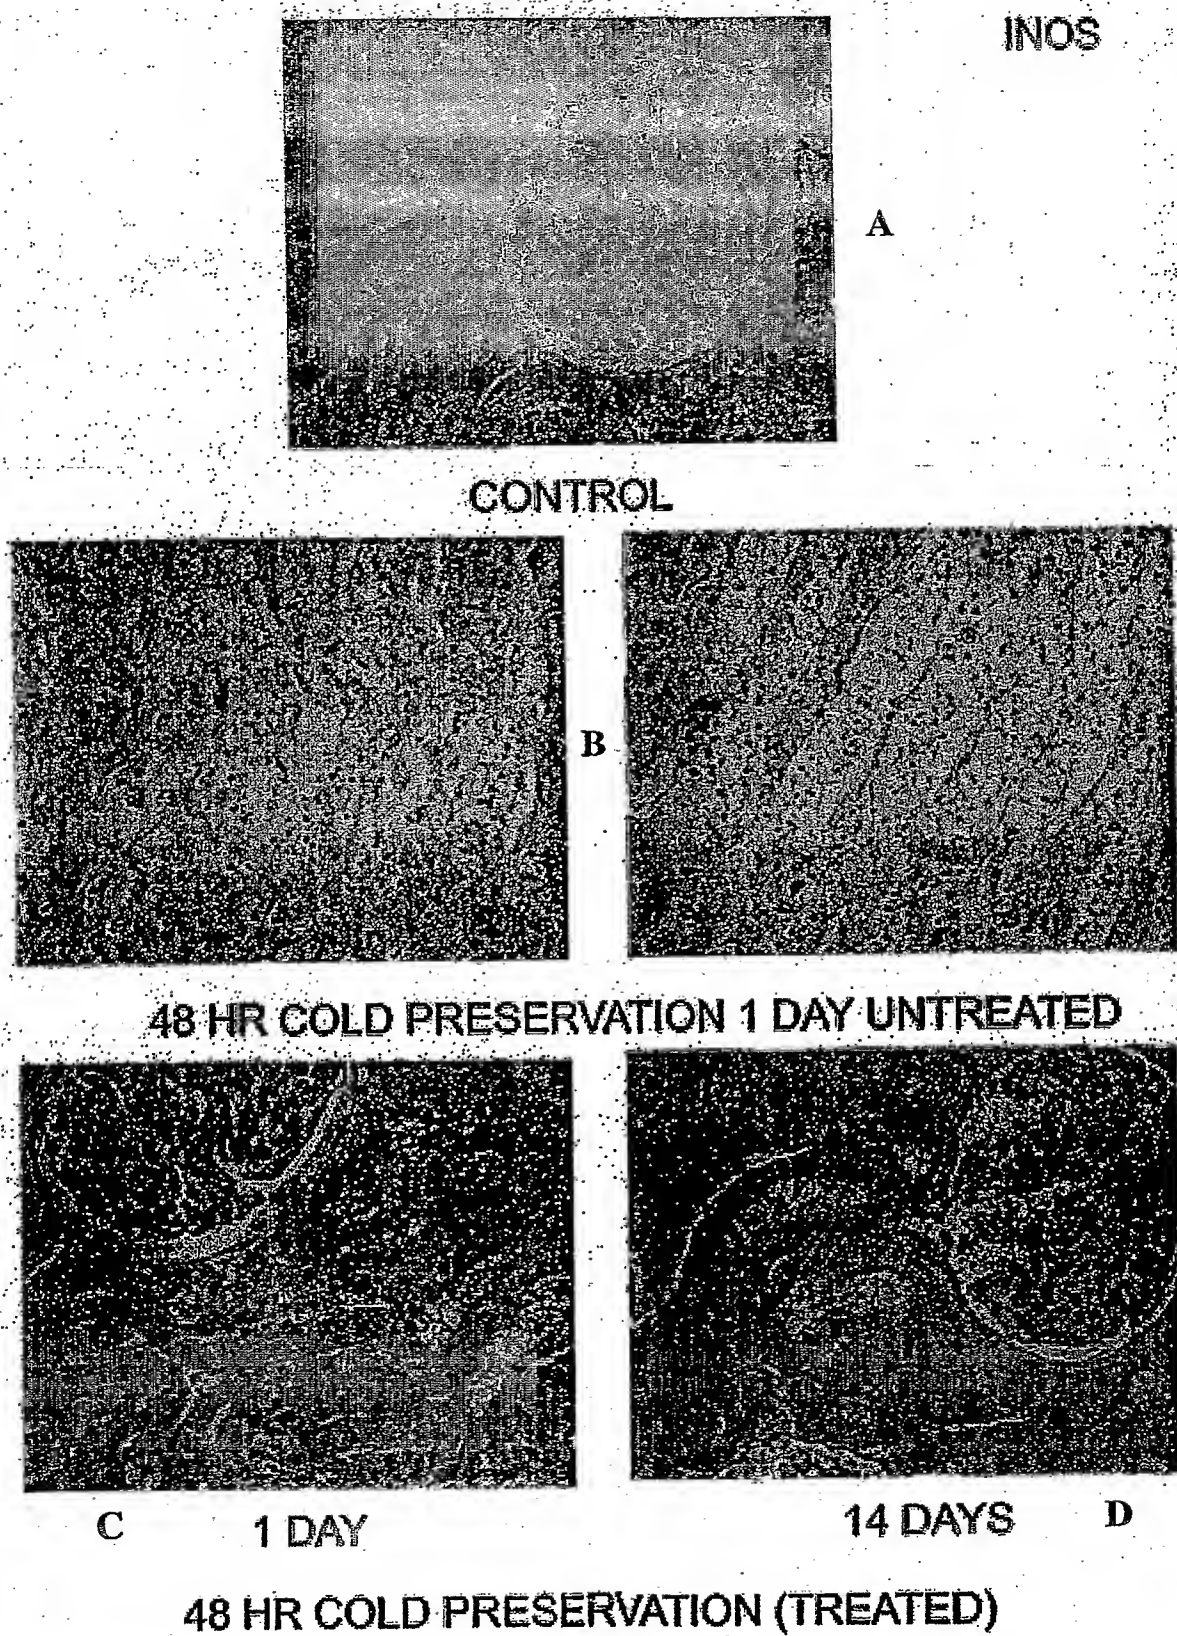 INOS
A
CONTROL
B
48 HR COLD PRESERVATION 1 DAY UNTREATED
C 1 DAY
14 DAYS D
48 HR COLD PRESERVATION (TREATED)